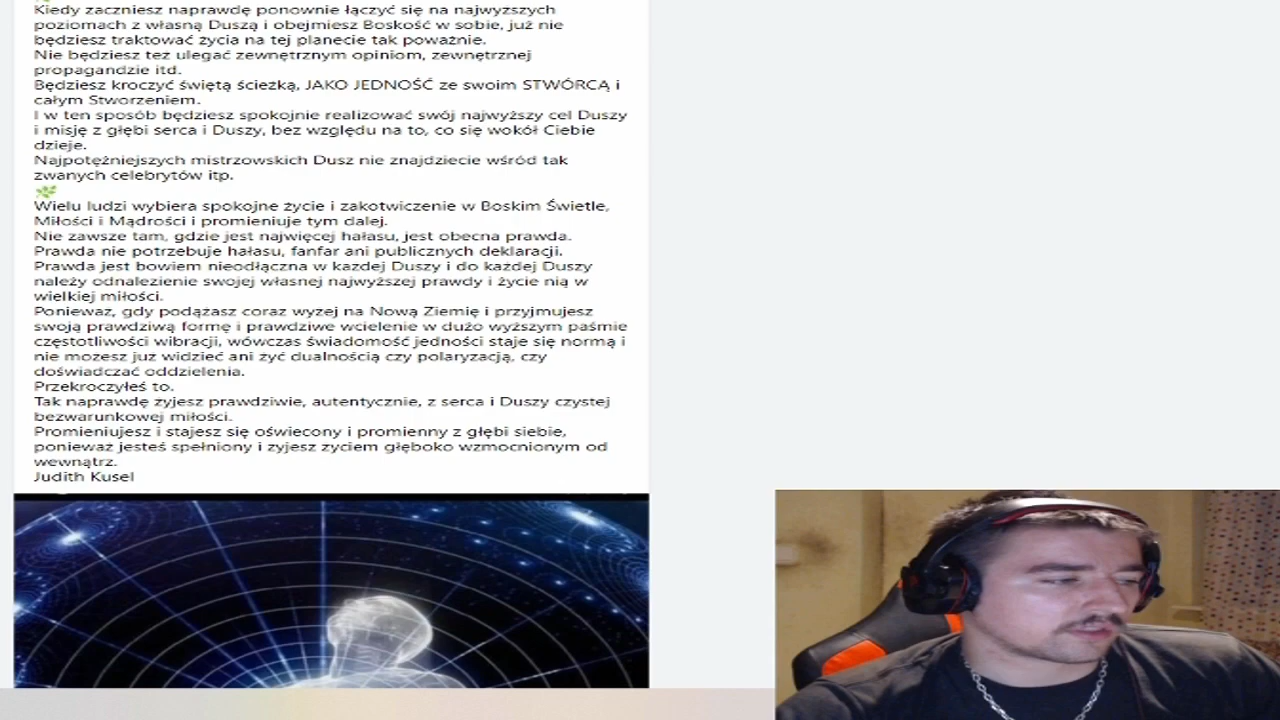 Kiedy zaczniesz naprawdę ponownie łączyć się na najwyższych
poziomach z własną Duszą i obejmiesz Boskość w sobie, już nie
będziesz traktować życia na tej planecie tak poważnie.
Nie będziesz też ulegać zewnętrznym opiniom, zewnętrznej
propagandzie itd.
Będziesz kroczyć świętą ścieżką, JAKO JEDNOŚĆ ze swoim STWÓRCĄ i
całym Stworzeniem.
I w ten sposób będziesz spokojnie realizować swój najwyższy cel Duszy
i misję z głębi serca i Duszy, bez względu na to, co się wokół Ciebie
dzieje.
Najpotężniejszych mistrzowskich Dusz nie znajdziecie wśród tak
zwanych celebrytów itp.
Wielu ludzi wybiera spokojne życie i zakotwiczenie w Boskim Świetle,
Miłości i Mądrości i promieniuje tym dalej.
Nie zawsze tam, gdzie jest najwięcej hałasu, jest obecna prawda.
Prawda nie potrzebuje hałasu, fanfar ani publicznych deklaracji.
Prawda jest bowiem nieodłączna w każdej Duszy i do każdej Duszy
należy odnalezienie swojej własnej najwyższej prawdy i życie nią w
wielkiej miłości.
Ponieważ, gdy podążasz coraz wyżej na Nową Ziemię i przyjmujesz
swoją prawdziwą formę i prawdziwe wcielenie w dużo wyższym paśmie
częstotliwości wibracji, wówczas świadomość jedności staje się normą i
nie możesz już widzieć ani żyć dualnością czy polaryzacją, czy
doświadczać oddzielenia.
Przekroczyłeś to.
Tak naprawdę żyjesz prawdziwie, autentycznie, z serca i Duszy czystej
bezwarunkowej miłości.
Promieniujesz i stajesz się oświecony i promienny z głębi siebie,
ponieważ jesteś spełniony i żyjesz życiem głęboko wzmocnionym od
wewnątrz.
Judith Kusel